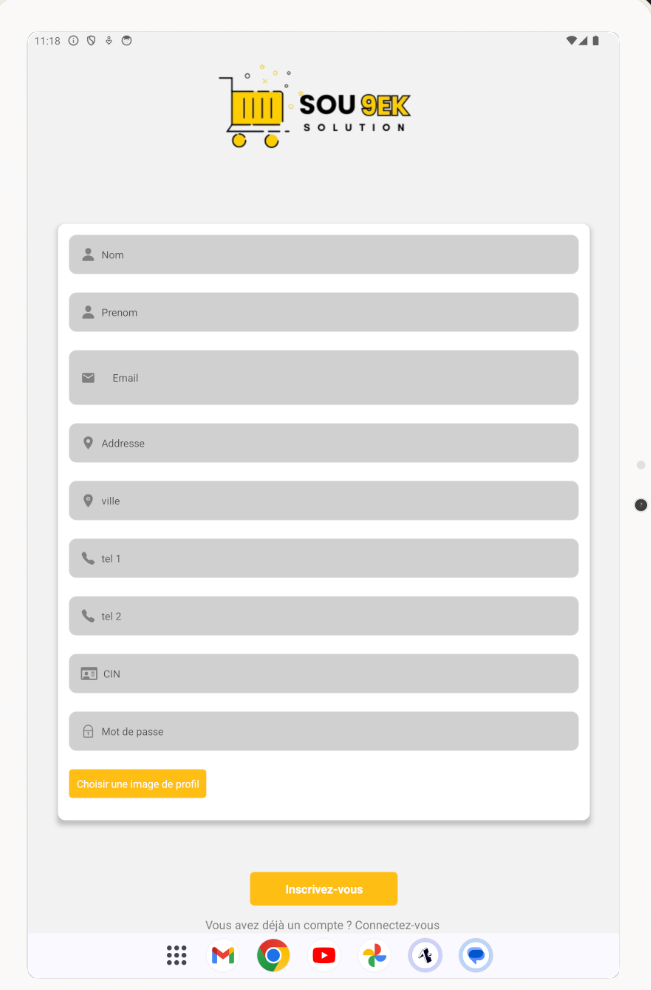 11:18
SOU 9EK
SOLUTION
Nom
Prenom
Email
Addresse
ville
tel 1
tel 2
CIN
Mot de passe
Choisir une image de profil
Inscrivez-vous
Vous avez déjà un compte ? Connectez-vous